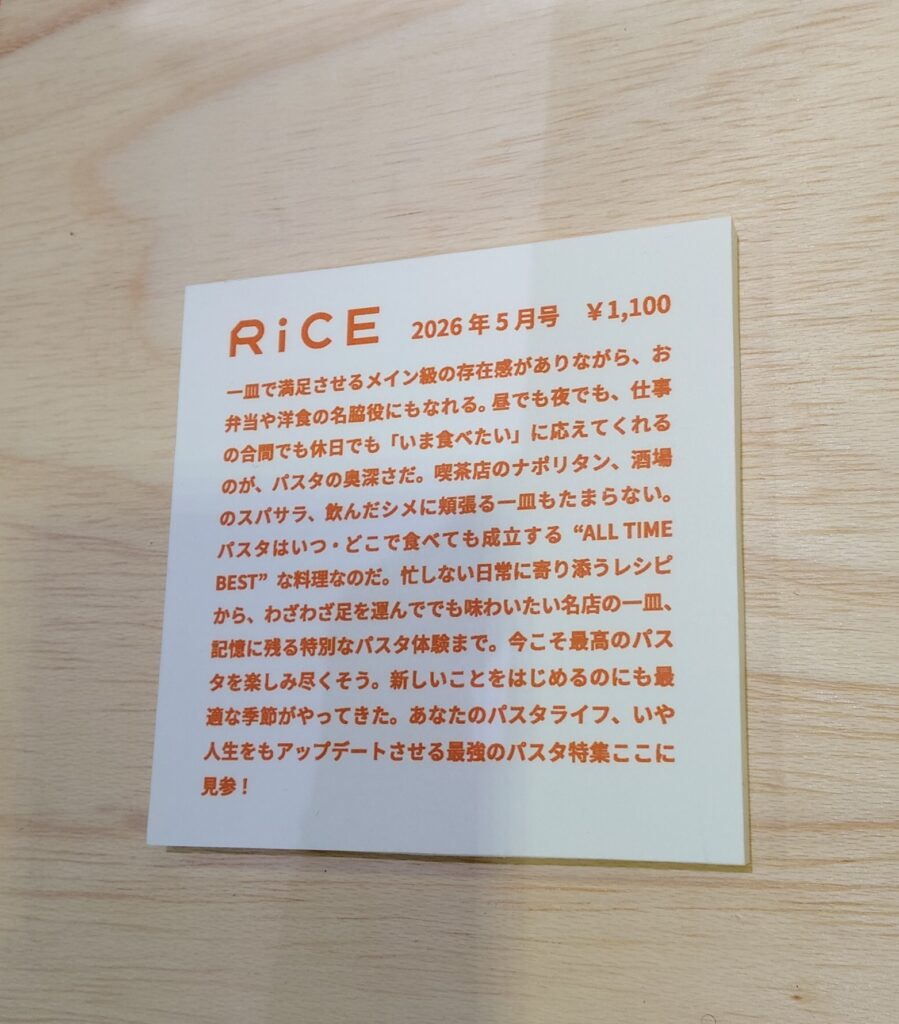 RiCE 2026年5月号 ￥1,100
一皿で満足させるメイン級の存在感がありながら、お
弁当や洋食の名脇役にもなれる。昼でも夜でも、仕事
の合間でも休日でも「いま食べたい」に応えてくれる
のが、パスタの奥深さだ。喫茶店のナポリタン、酒場
のスパサラ、飲んだシメに頬張る一皿もたまらない。
パスタはいつ・どこで食べても成立する “ALL TIME
BEST” な料理なのだ。忙しない日常に寄り添うレシピ
から、わざわざ足を運んででも味わいたい名店の一皿、
記憶に残る特別なパスタ体験まで。今こそ最高のパス
タを楽しみ尽くそう。新しいことをはじめるのにも最
適な季節がやってきた。あなたのパスタライフ、いや
人生をもアップデートさせる最強のパスタ特集ここに
見参！